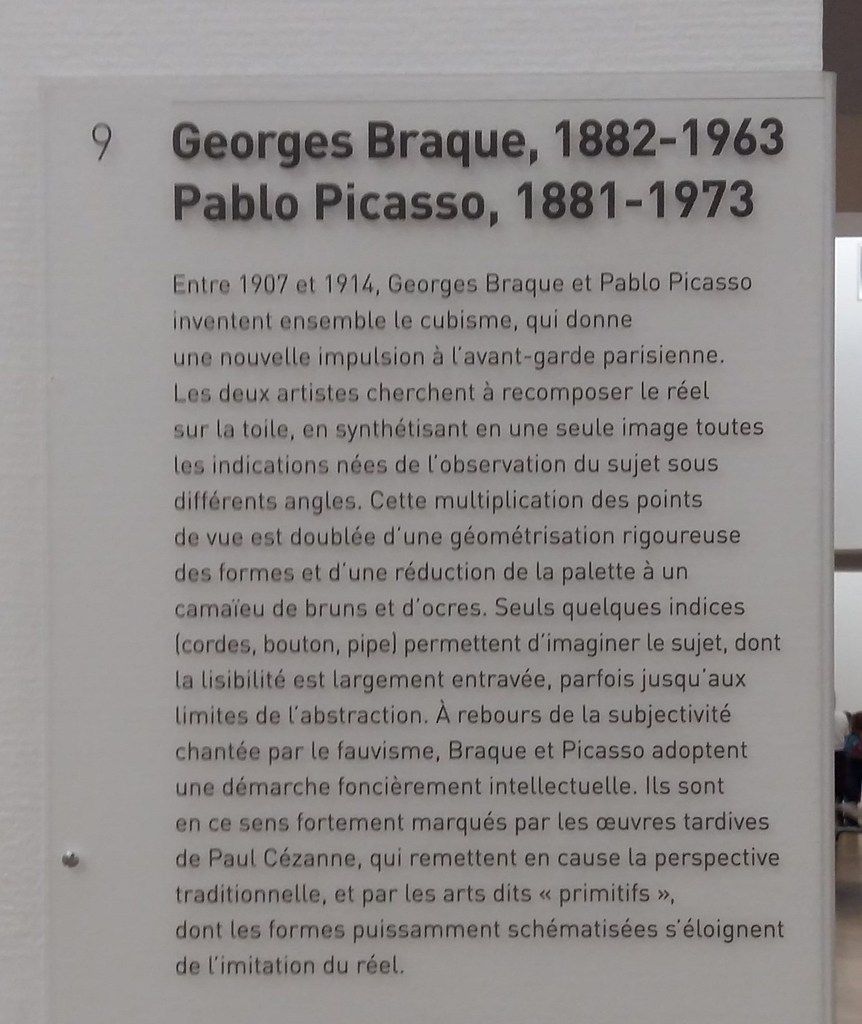 9
Georges Braque, 1882-1963
Pablo Picasso, 1881-1973
Entre 1907 et 1914, Georges Braque et Pablo Picasso
inventent ensemble le cubisme, qui donne
une nouvelle impulsion à l'avant-garde parisienne.
Les deux artistes cherchent à recomposer le réel
sur la toile, en synthétisant en une seule image toutes
les indications nées de l'observation du sujet sous
différents angles. Cette multiplication des points
de vue est doublée d'une géométrisation rigoureuse
des formes et d'une réduction de la palette à un
camaïeu de bruns et d'ocres. Seuls quelques indices
(cordes, bouton, pipe) permettent d'imaginer le sujet, dont
la lisibilité est largement entravée, parfois jusqu'aux
limites de l'abstraction. À rebours de la subjectivité
chantée par le fauvisme, Braque et Picasso adoptent
une démarche foncièrement intellectuelle. Ils sont
en ce sens fortement marqués par les œuvres tardives
de Paul Cézanne, qui remettent en cause la perspective
traditionnelle, et par les arts dits « primitifs »,
dont les formes puissamment schématisées s'éloignent
de l'imitation du réel.